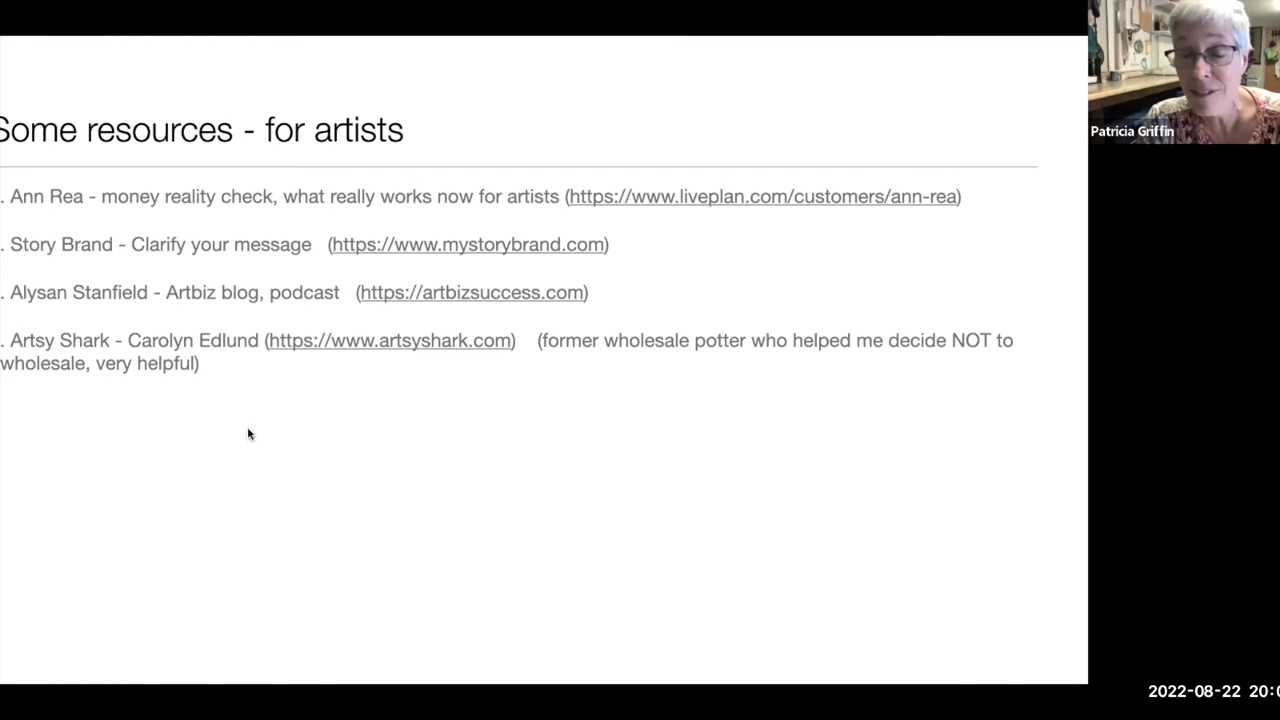 Some resources - for artists
. Ann Rea - money reality check, what really works now for artists (https://www.liveplan.com/customers/ann-rea)
. Story Brand - Clarify your message (https://www.mystorybrand.com)
. Alysan Stanfield - Artbiz blog, podcast (https://artbizsuccess.com)
. Artsy Shark - Carolyn Edlund (https://www.artsyshark.com) (former wholesale potter who helped me decide NOT to
wholesale, very helpful)
Patricia Griffin
2022-08-22 20:0